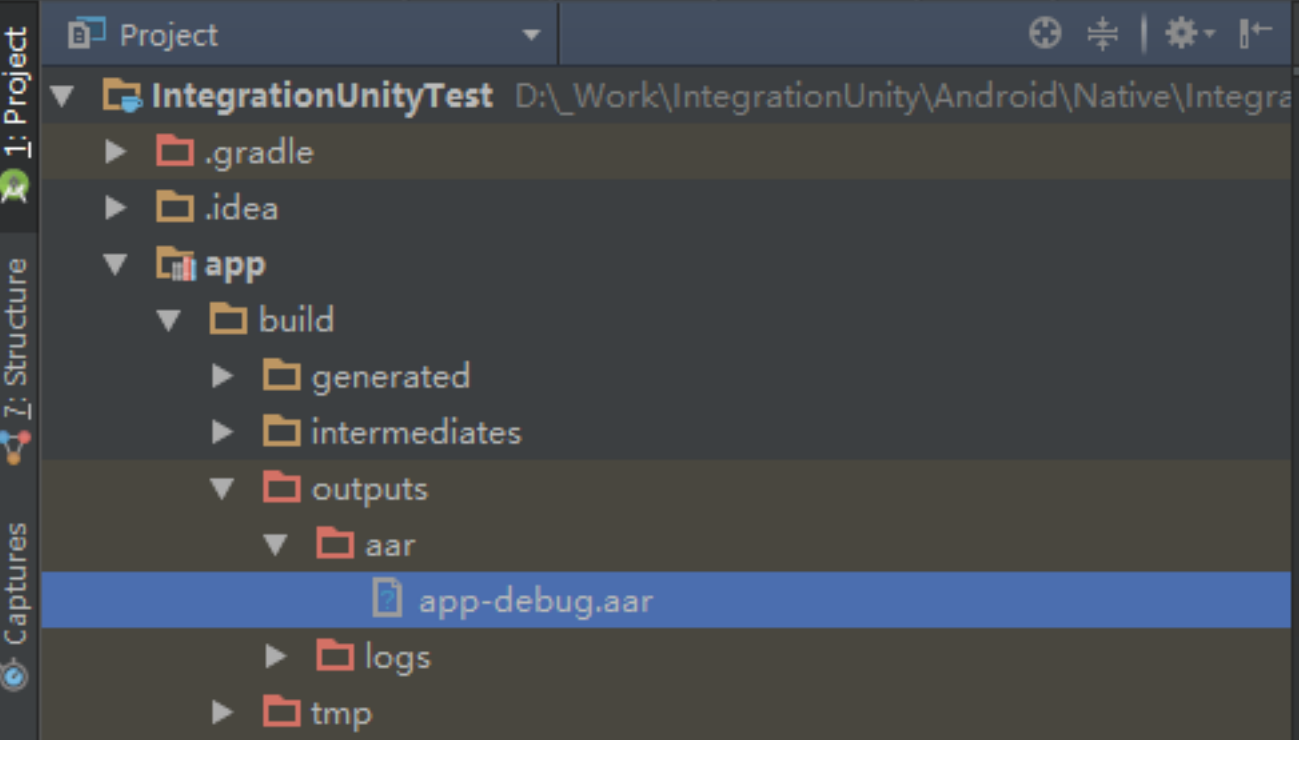 Project
IntegrationUnityTest D:\_Work\IntegrationUnity\Android\Native\Integra
.gradle
.idea
app
build
generated
intermediates
outputs
aar
app-debug.aar
logs
tmp
1: Project
7: Structure
Captures